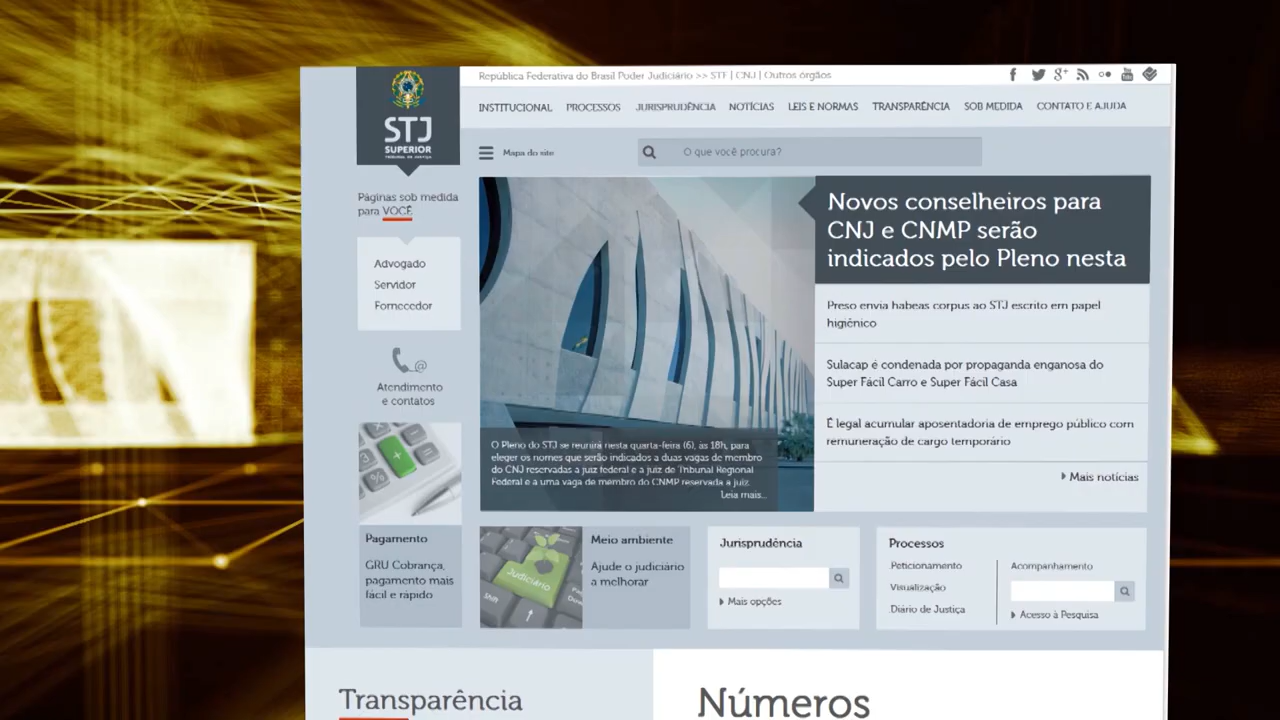 República Federativa do Brasil Poder Judiciário >> STF | CNJ | Outros órgãos
STJ
SUPERIOR
TRIBUNAL DE JUSTIÇA
INSTITUCIONAL PROCESSOS JURISPRUDÊNCIA NOTÍCIAS LEIS E NORMAS TRANSPARÊNCIA SOB MEDIDA CONTATO E AJUDA
Mapa do site
O que você procura?
Páginas sob medida
para VOCÊ
Advogado
Servidor
Fornecedor
Atendimento
e contatos
Novos conselheiros para
CNJ e CNMP serão
indicados pelo Pleno nesta
Preso envia habeas corpus ao STJ escrito em papel
higiênico
Sulacap é condenada por propaganda enganosa do
Super Fácil Carro e Super Fácil Casa
É legal acumular aposentadoria de emprego público com
remuneração de cargo temporário
Mais notícias
O Pleno do STJ se reunirá nesta quarta-feira (6), às 18h, para
eleger os nomes que serão indicados a duas vagas de membro
do CNJ reservadas a juiz federal e a juiz de Tribunal Regional
Federal e a uma vaga de membro do CNMP reservada a juiz.
Leia mais...
Pagamento
GRU Cobrança,
pagamento mais
fácil e rápido
Judiciário
Shift
Meio ambiente
Ajude o judiciário
a melhorar
Jurisprudência
Mais opções
Processos
Peticionamento
Visualização
Diário de Justiça
Acompanhamento
Acesso à Pesquisa
Transparência
Números